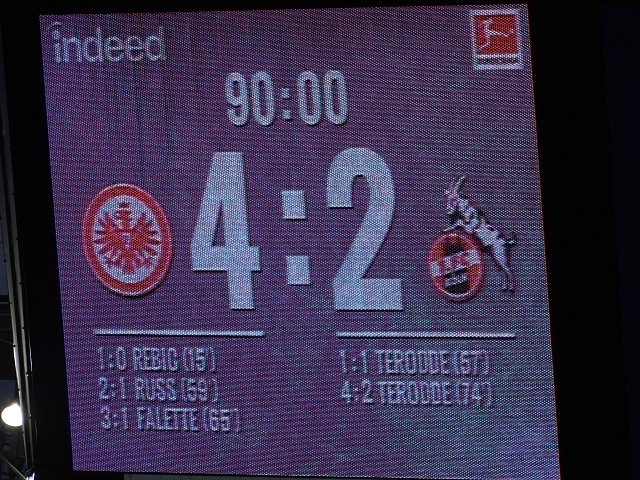 indeed
90:00
4:2
1:0 REBIC (15')
2:1 RUSS (59')
3:1 FALETTE (65')
1:1 TERODDE (57')
4:2 TERODDE (74')